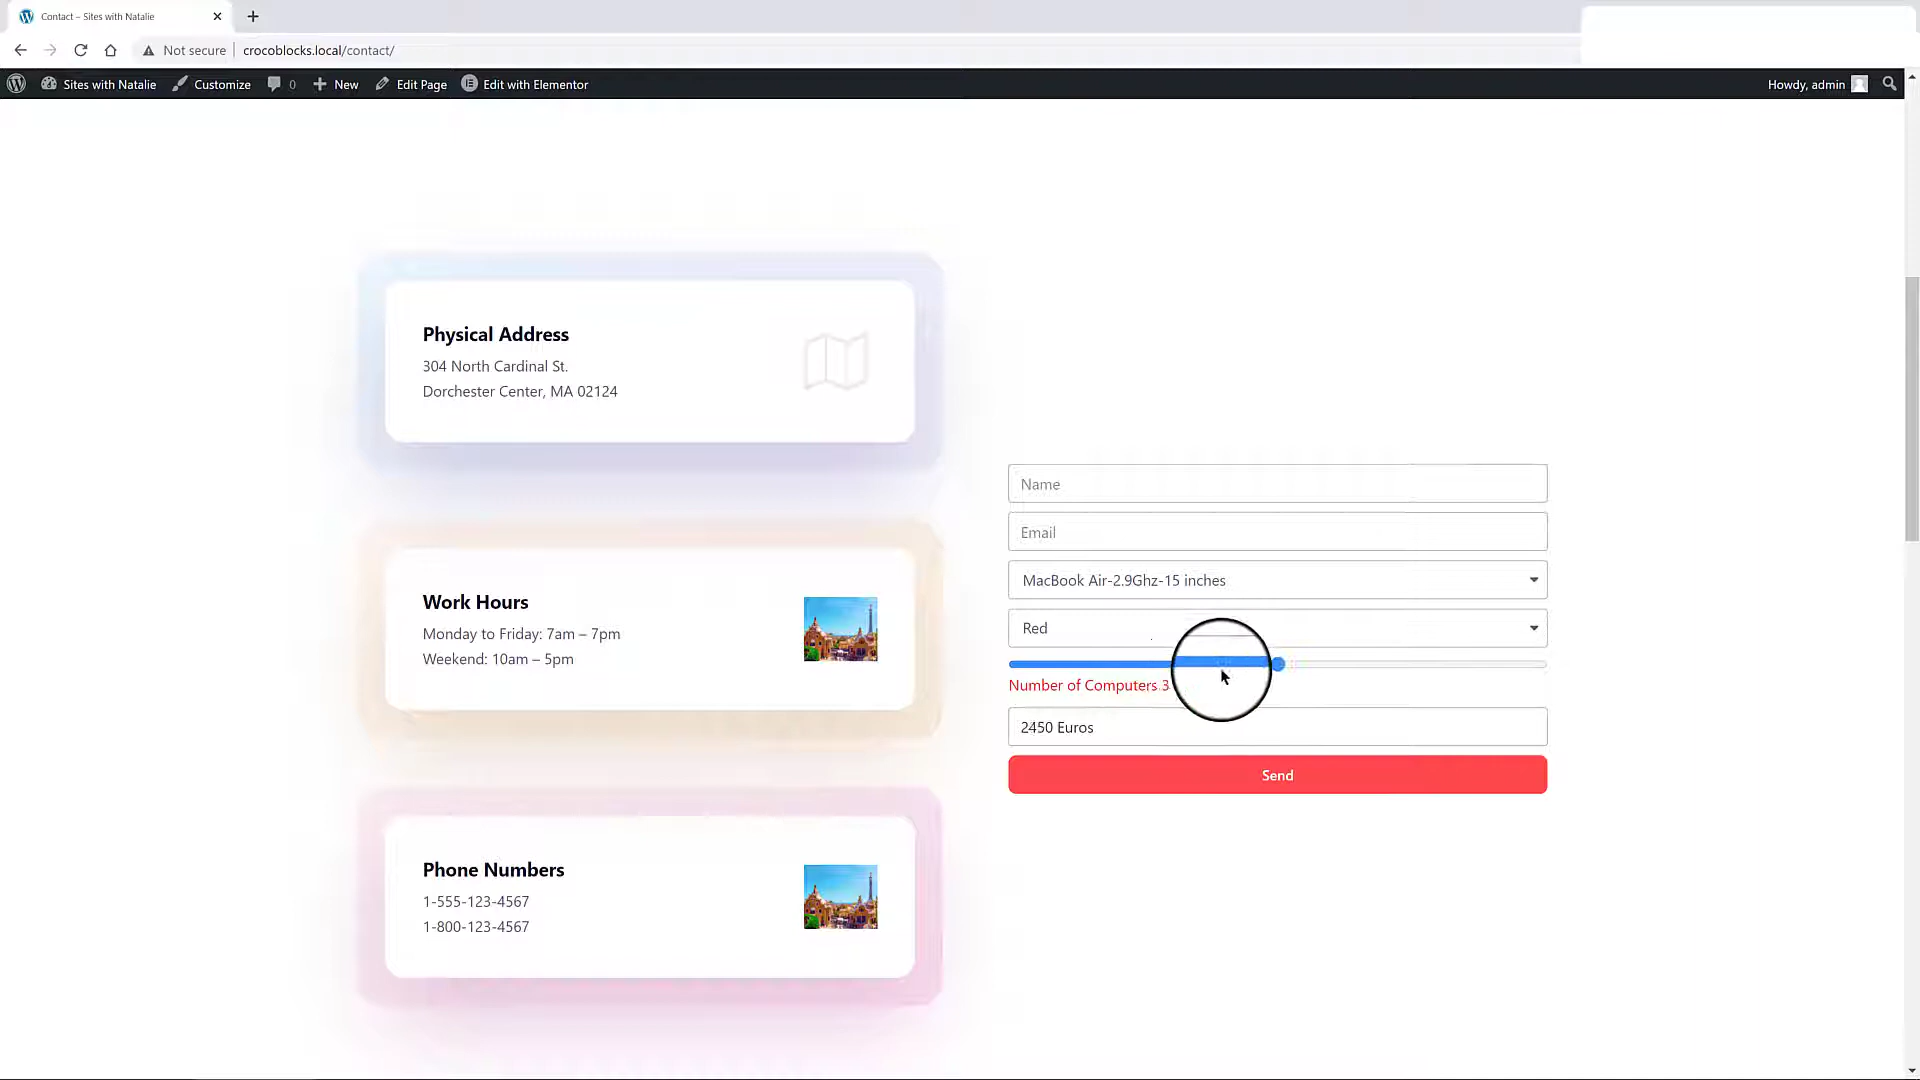 Contact – Sites with Natalie
Not secure
crocoblocks.local/contact/
Sites with Natalie
Customize
0
New
Edit Page
Edit with Elementor
Howdy, admin
Physical Address
304 North Cardinal St.
Dorchester Center, MA 02124
Work Hours
Monday to Friday: 7am – 7pm
Weekend: 10am – 5pm
Phone Numbers
1-555-123-4567
1-800-123-4567
Name
Email
MacBook Air-2.9Ghz-15 inches
Red
Number of Computers 3
2450 Euros
Send